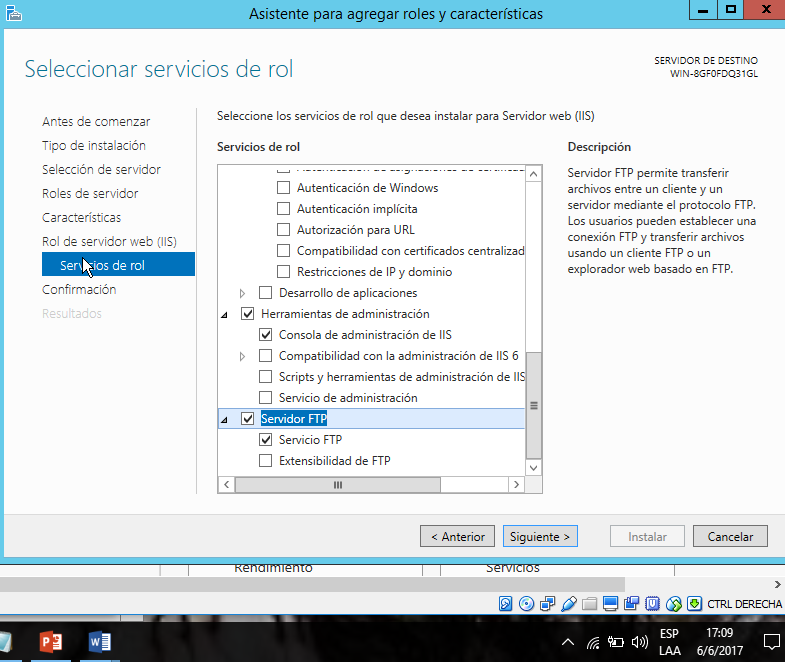 Asistente para agregar roles y características
Seleccionar servicios de rol
SERVIDOR DE DESTINO
WIN-8GF0FDQ31GL
Antes de comenzar
Tipo de instalación
Selección de servidor
Roles de servidor
Características
Rol de servidor web (IIS)
Servicios de rol
Confirmación
Resultados
Seleccione los servicios de rol que desea instalar para Servidor web (IIS)
Servicios de rol
Autenticación de Windows
Autenticación implícita
Autorización para URL
Compatibilidad con certificados centralizad
Restricciones de IP y dominio
Desarrollo de aplicaciones
Herramientas de administración
Consola de administración de IIS
Compatibilidad con la administración de IIS 6
Scripts y herramientas de administración de IIS
Servicio de administración
Servidor FTP
Servicio FTP
Extensibilidad de FTP
Descripción
Servidor FTP permite transferir
archivos entre un cliente y un
servidor mediante el protocolo FTP.
Los usuarios pueden establecer una
conexión FTP y transferir archivos
usando un cliente FTP o un
explorador web basado en FTP.
< Anterior
Siguiente >
Instalar
Cancelar
Rendimiento
Servicios
CTRL DERECHA
ESP
LAA
17:09
6/6/2017